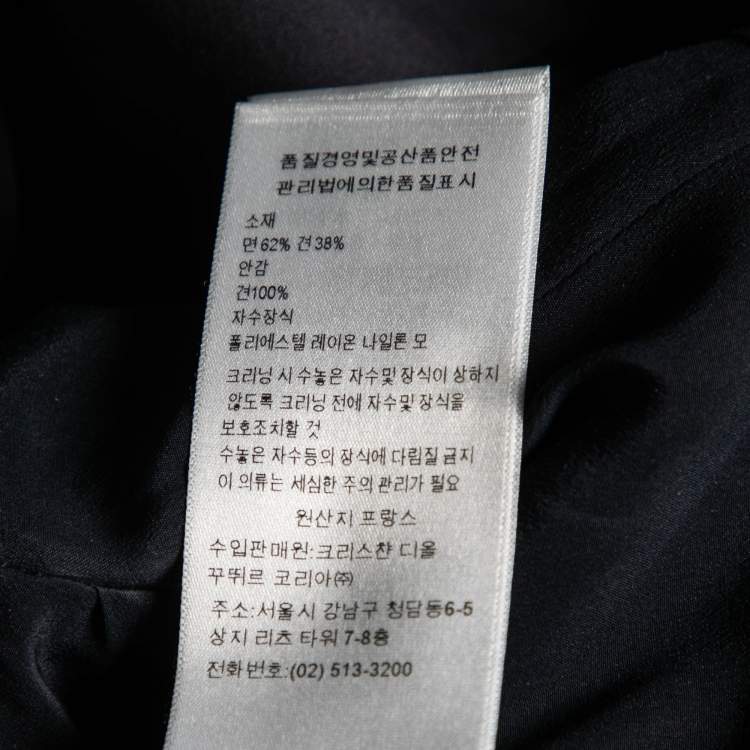 품질경영및공산품안전
관리법에의한품질표시
소재
면 62% 견 38%
안감
견100%
자수장식
폴리에스텔 레이온 나일론 모
크리닝 시 수놓은 자수및 장식이 상하지
않도록 크리닝 전에 자수및 장식을
보호조치할 것
수놓은 자수등의 장식에 다림질 금지
이 의류는 세심한 주의 관리가 필요
원산지 프랑스
수입판매원:크리스챤 디올
꾸뛰르 코리아㈜
주소:서울시 강남구 청담동6-5
상지 리츠 타워 7-8층
전화번호:(02) 513-3200